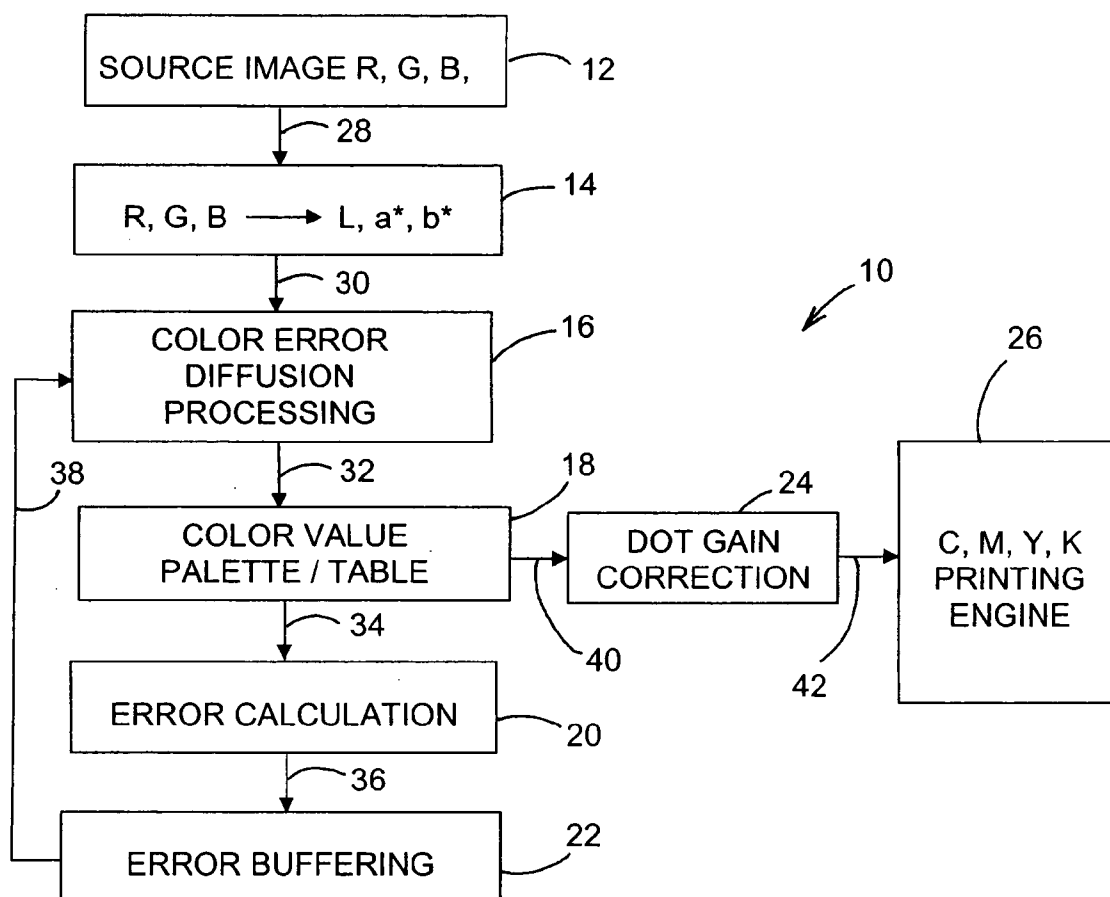 SOURCE IMAGE R, G, B,
12
28
14
R, G, B L, a*, b*
30
10
COLOR ERROR
DIFFUSION
PROCESSING
16
26
38
32
18
24
COLOR VALUE
PALETTE / TABLE
DOT GAIN
CORRECTION
C, M, Y, K
PRINTING
ENGINE
34
40
42
ERROR CALCULATION
20
36
ERROR BUFFERING
22